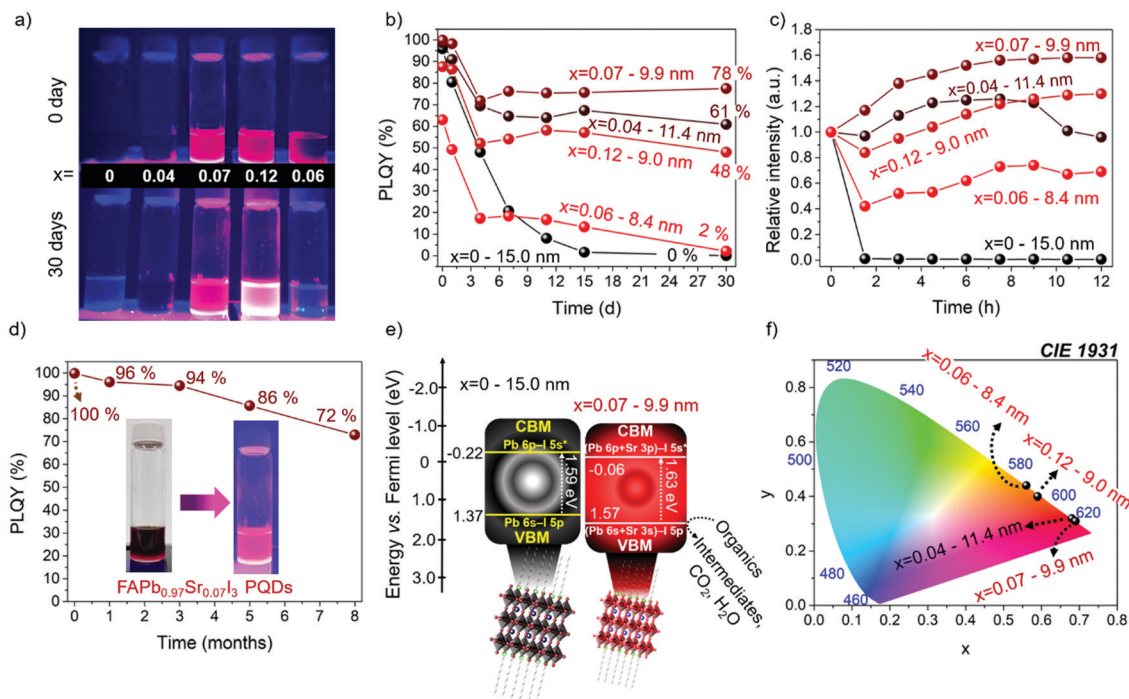 a)
0 day
x=
0
0.04
0.07
0.12
0.06
30 days
b)
PLQY (%)
100
90
80
70
60
50
40
30
20
10
0
x=0.07 - 9.9 nm
78 %
61 %
x=0.04 - 11.4 nm
x=0.12 - 9.0 nm
48 %
x=0.06 - 8.4 nm
2 %
x=0 - 15.0 nm
0 %
0 3 6 9 12 15 18 21 24 27 30
Time (d)
c)
Relative intensity (a.u.)
1.8
1.6
1.4
1.2
1.0
0.8
0.6
0.4
0.2
0.0
x=0.07 - 9.9 nm
x=0.04 - 11.4 nm
x=0.12 - 9.0 nm
x=0.06 - 8.4 nm
x=0 - 15.0 nm
0 2 4 6 8 10 12
Time (h)
d)
PLQY (%)
100
90
80
70
60
50
40
30
20
10
0
96 %
94 %
86 %
72 %
100 %
FAPb0.97Sr0.07I3 PQDs
0 1 2 3 4 5 6 7 8
Time (months)
e)
Energy vs. Fermi level (eV)
-2.0
-1.0
0
1.0
2.0
3.0
x=0 - 15.0 nm
x=0.07 - 9.9 nm
CBM
Pb 6p–I 5s*
-0.22
1.59 eV
1.37
Pb 6s–I 5p
VBM
CBM
(Pb 6p+Sr 3p)–I 5s*
-0.06
1.63 eV
1.57
(Pb 6s+Sr 3s)–I 5p
VBM
Organics
Intermediates,
CO2, H2O
f)
CIE 1931
y
0.8
0.6
0.4
0.2
0.0
520
540
560
500
580
600
620
480
460
x=0.06 - 8.4 nm
x=0.12 - 9.0 nm
x=0.04 - 11.4 nm
x=0.07 - 9.9 nm
0.0 0.1 0.2 0.3 0.4 0.5 0.6 0.7 0.8
x